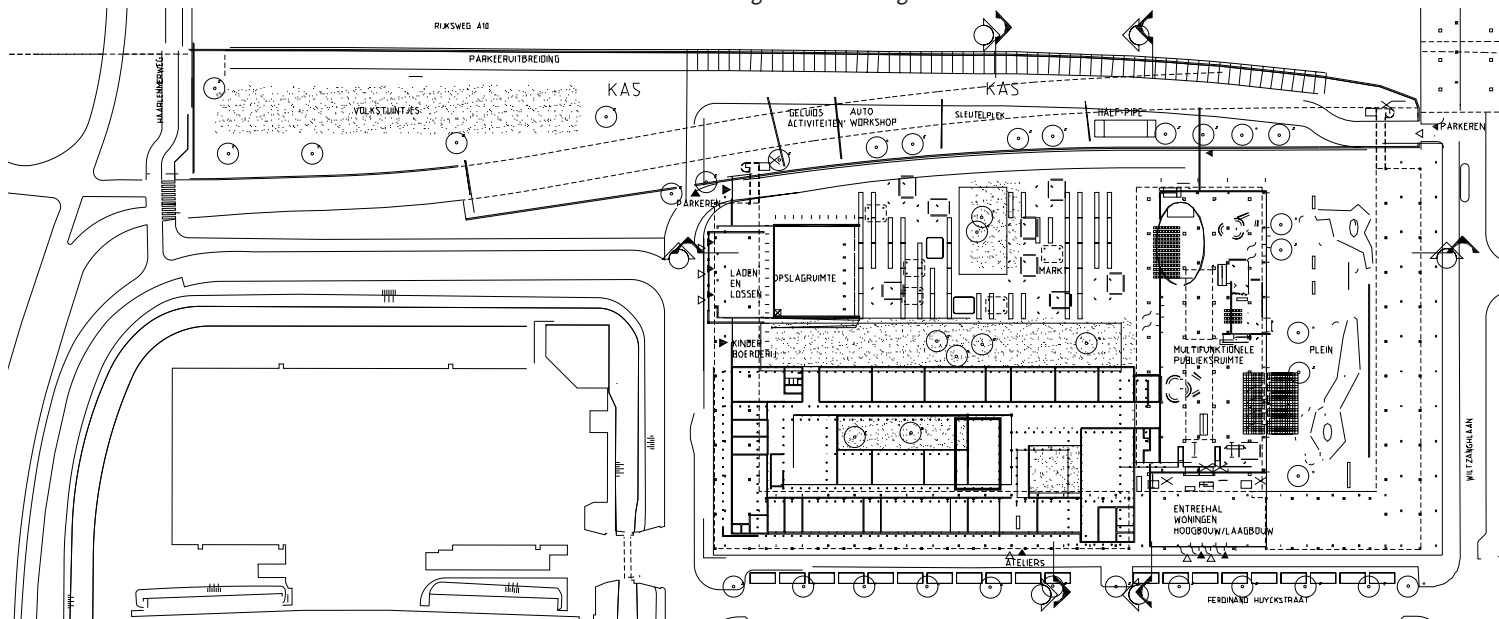 RIJKSWEG A10
PARKEERUITBREIDING
HAARLEMMERWEG
KAS
KAS
VOLKSTUINTJES
GELUIDS
ACTIVITEITEN
AUTO
WORKSHOP
SLEUTELPLEK
HALF-PIPE
PARKEREN
PARKEREN
LADEN
EN
LOSSEN
OPSLAGRUIMTE
MARKT
KINDER
BOERDERIJ
MULTIFUNKTIONELE
PUBLIEKSRUIMTE
PLEIN
WILTZANGHLAAN
ENTREEHAL
WONINGEN
HOOGBOUW/LAAGBOUW
ATELIERS
FERDINAND HUYCKSTRAAT